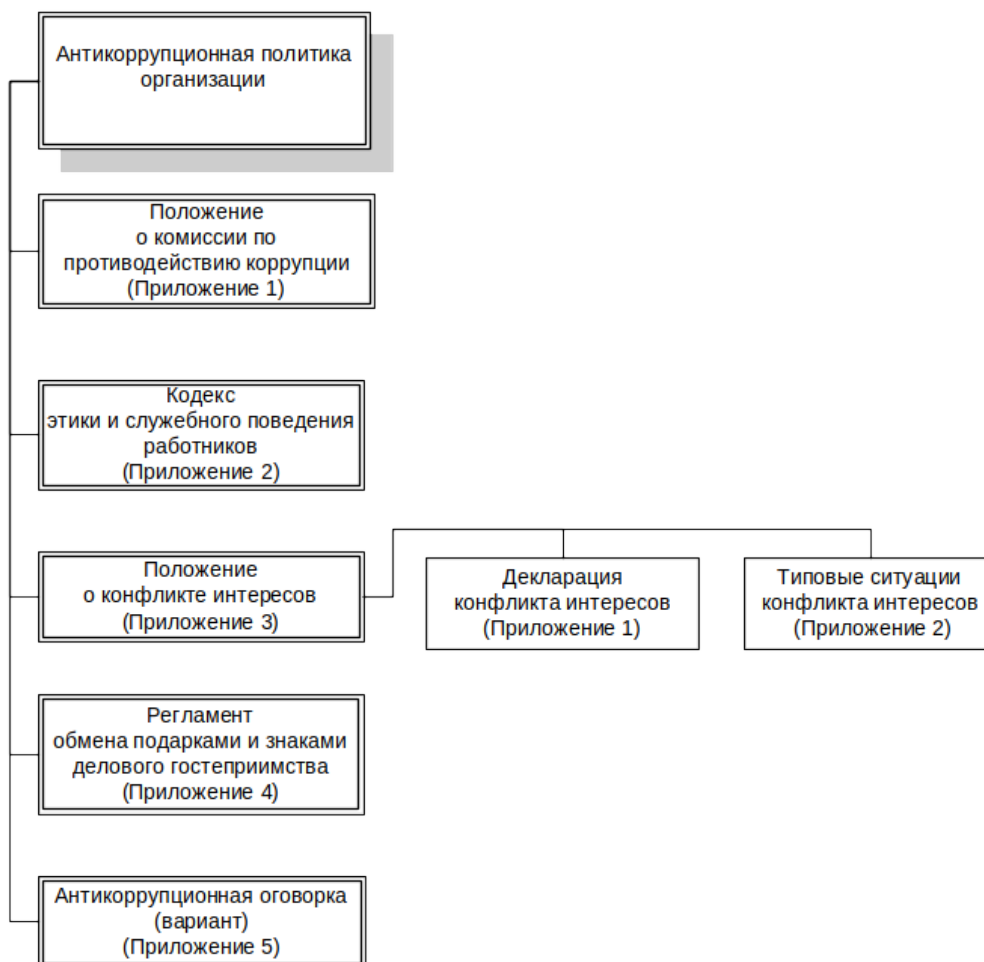 Антикоррупционная политика
организации
Положение
о комиссии по
противодействию коррупции
(Приложение 1)
Кодекс
этики и служебного поведения
работников
(Приложение 2)
Положение
о конфликте интересов
(Приложение 3)
Декларация
конфликта интересов
(Приложение 1)
Типовые ситуации
конфликта интересов
(Приложение 2)
Регламент
обмена подарками и знаками
делового гостеприимства
(Приложение 4)
Антикоррупционная оговорка
(вариант)
(Приложение 5)